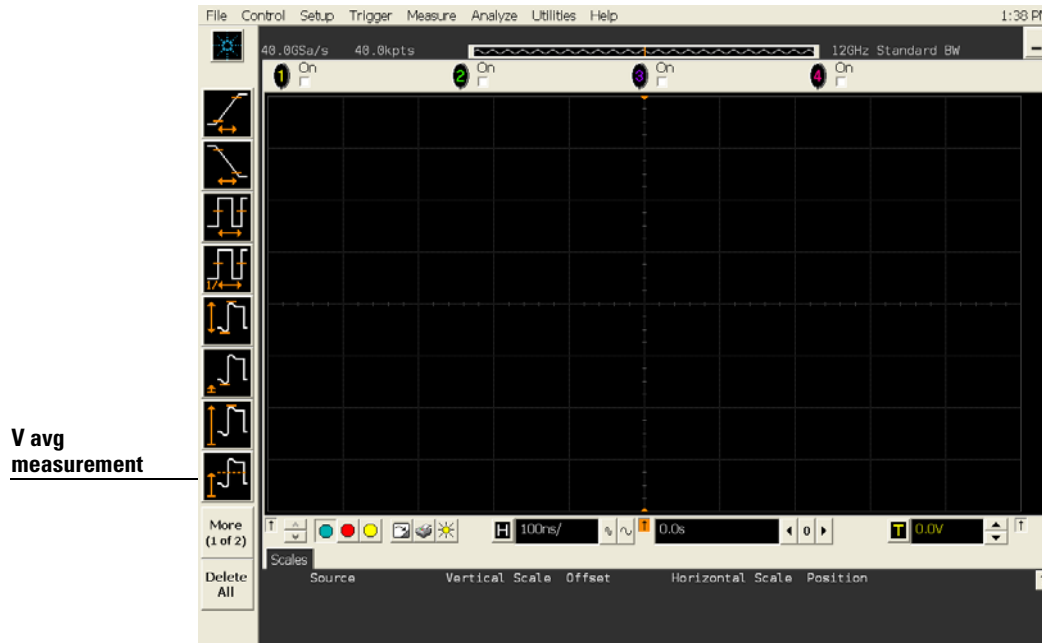 File Control Setup Trigger Measure Analyze Utilities Help 1:38 P
40.0GSa/s 40.0kpts 12GHz Standard BW
1 On 2 On 3 On 4 On
1/
V avg
measurement
More
(1 of 2)
H 100ns/ 0.0s 0 T 0.0V
Scales
Delete
All
Source Vertical Scale Offset Horizontal Scale Position